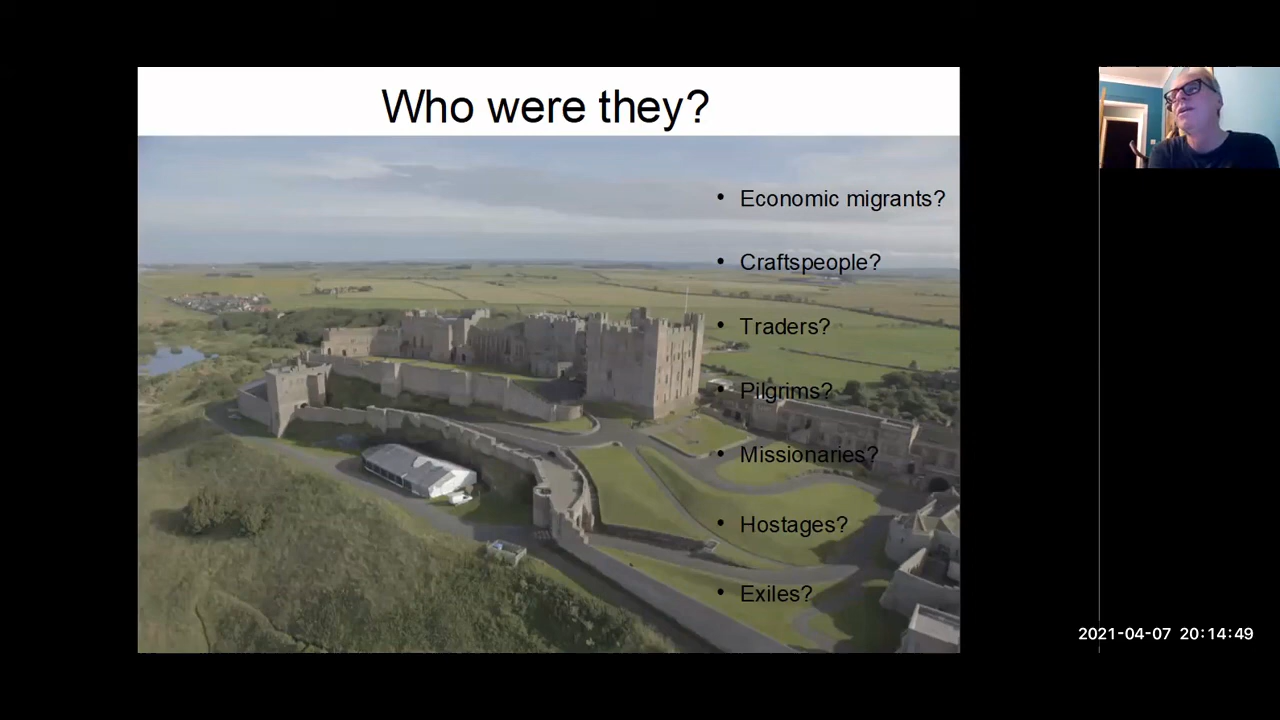 Who were they?
• Economic migrants?
• Craftspeople?
• Traders?
• Pilgrims?
• Missionaries?
• Hostages?
• Exiles?
2021-04-07 20:14:49